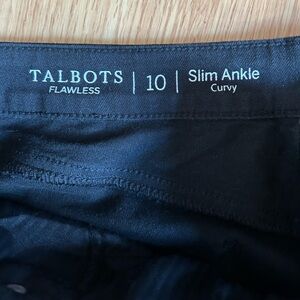 TALBOTS | 10 | Slim Ankle
FLAWLESS Curvy